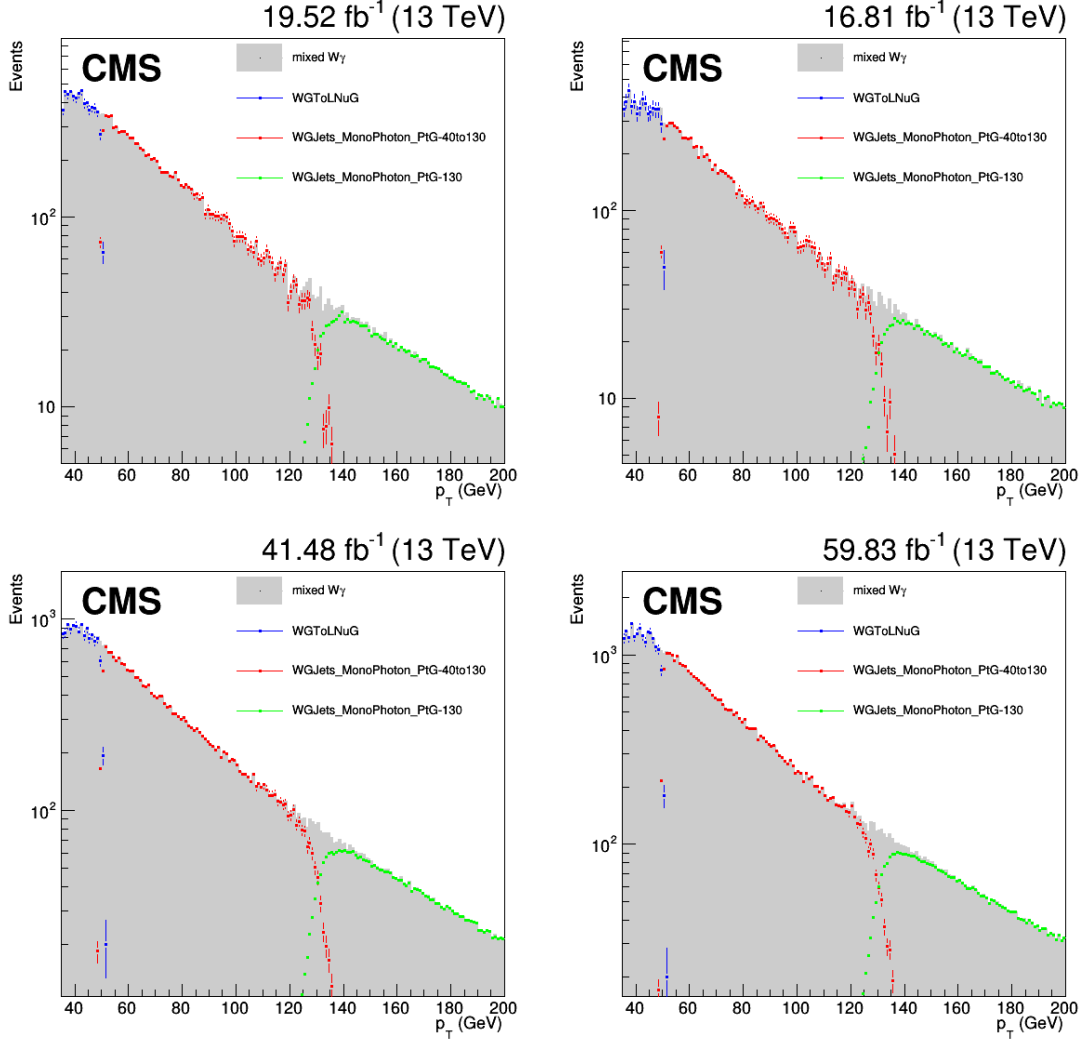 19.52 fb-1 (13 TeV)
Events
CMS
mixed Wγ
WGToLNuG
WGJets_MonoPhoton_PtG-40to130
WGJets_MonoPhoton_PtG-130
10²
10
40 60 80 100 120 140 160 180 200
pT (GeV)
16.81 fb-1 (13 TeV)
Events
CMS
mixed Wγ
WGToLNuG
WGJets_MonoPhoton_PtG-40to130
WGJets_MonoPhoton_PtG-130
10²
10
40 60 80 100 120 140 160 180 200
pT (GeV)
41.48 fb-1 (13 TeV)
Events
CMS
mixed Wγ
WGToLNuG
WGJets_MonoPhoton_PtG-40to130
WGJets_MonoPhoton_PtG-130
10³
10²
40 60 80 100 120 140 160 180 200
pT (GeV)
59.83 fb-1 (13 TeV)
Events
CMS
mixed Wγ
WGToLNuG
WGJets_MonoPhoton_PtG-40to130
WGJets_MonoPhoton_PtG-130
10³
10²
40 60 80 100 120 140 160 180 200
pT (GeV)